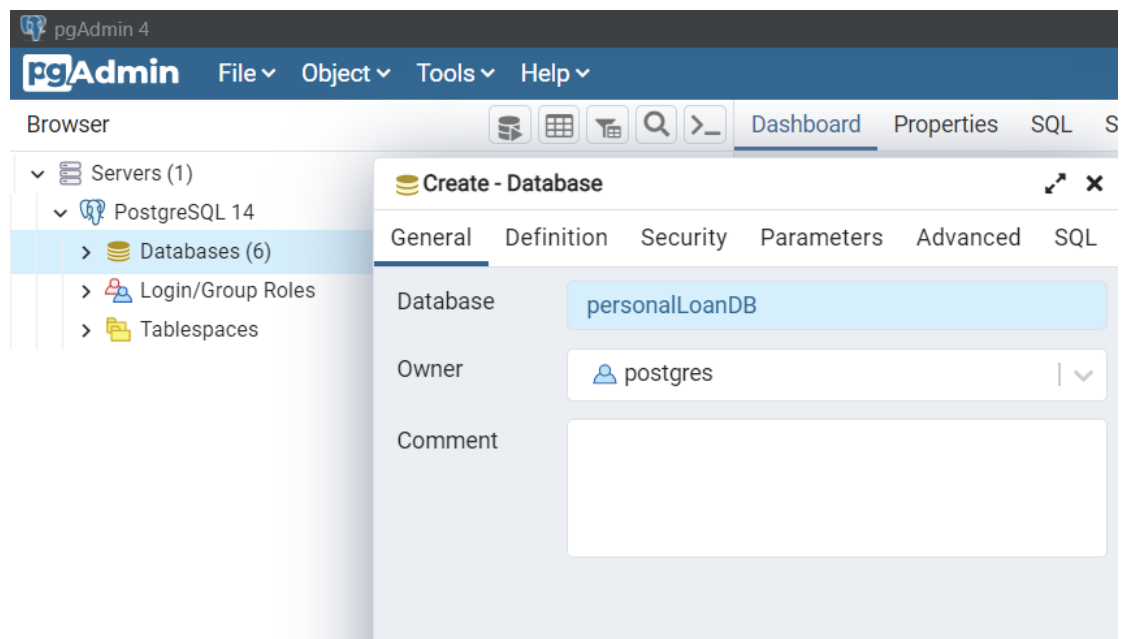 pgAdmin 4
pgAdmin File Object Tools Help
Browser Dashboard Properties SQL S
Servers (1)
PostgreSQL 14
Databases (6)
Login/Group Roles
Tablespaces
Create - Database
General Definition Security Parameters Advanced SQL
Database personalLoanDB
Owner postgres
Comment